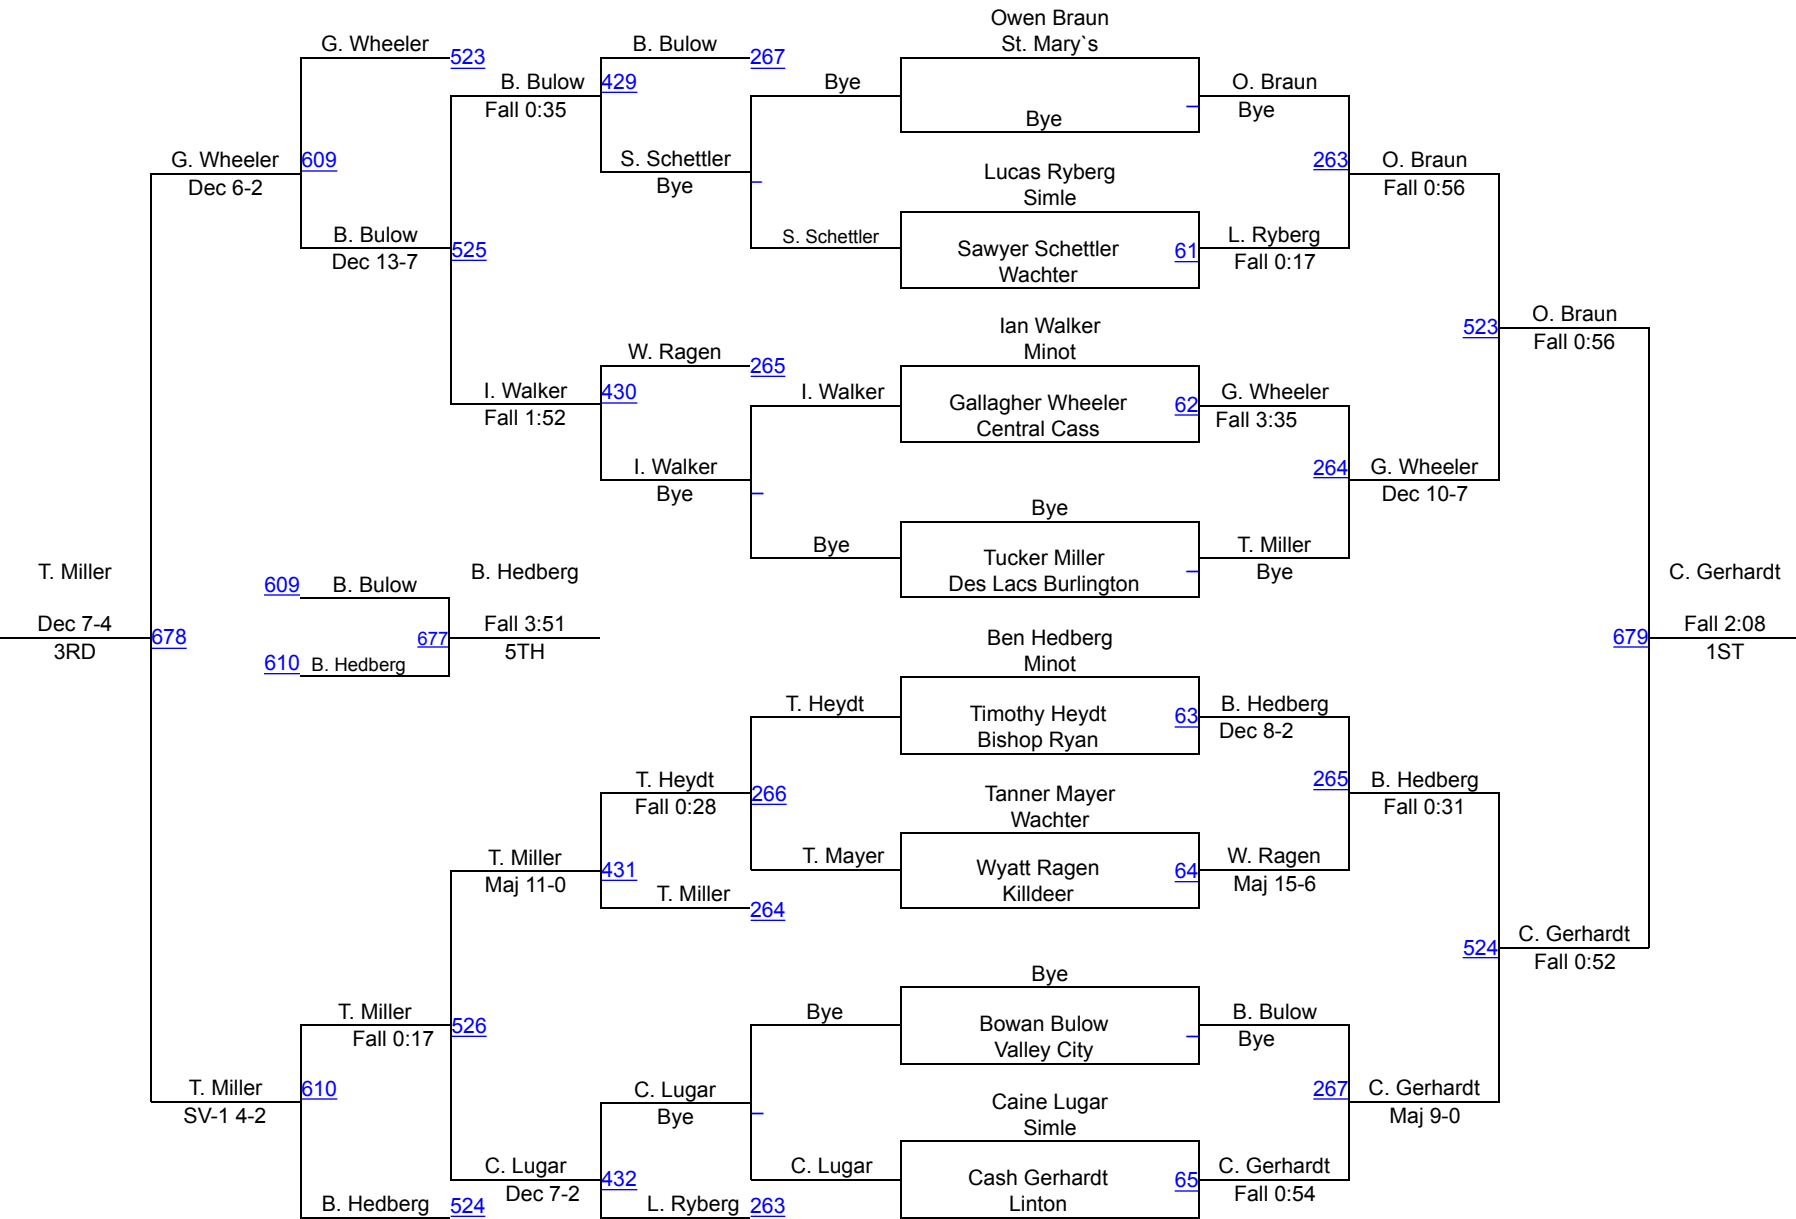 Owen Braun
G. Wheeler
B. Bulow
St. Mary`s
523
267
B. Bulow
429
Bye
O. Braun
Fall 0:35
Bye
Bye
G. Wheeler
609
S. Schettler
263
O. Braun
Dec 6-2
Bye
Lucas Ryberg
Fall 0:56
Simle
B. Bulow
S. Schettler
L. Ryberg
Dec 13-7
525
Sawyer Schettler
61
Fall 0:17
Wachter
Ian Walker
O. Braun
W. Ragen
Minot
523
Fall 0:56
265
I. Walker
430
I. Walker
Gallagher Wheeler
62
G. Wheeler
Fall 1:52
Central Cass
Fall 3:35
I. Walker
264
G. Wheeler
Bye
Dec 10-7
Bye
Bye
T. Miller
Tucker Miller
T. Miller
609
B. Bulow
B. Hedberg
Des Lacs Burlington
Bye
C. Gerhardt
Dec 7-4
678
677
Fall 3:51
Ben Hedberg
679
Fall 2:08
3RD
610
B. Hedberg
5TH
Minot
1ST
T. Heydt
Timothy Heydt
63
B. Hedberg
Bishop Ryan
Dec 8-2
T. Heydt
266
Tanner Mayer
265
B. Hedberg
Fall 0:28
Wachter
Fall 0:31
T. Miller
431
T. Mayer
Wyatt Ragen
64
W. Ragen
Maj 11-0
T. Miller
264
Killdeer
Maj 15-6
524
C. Gerhardt
Bye
Fall 0:52
T. Miller
526
Bye
Bowan Bulow
B. Bulow
Fall 0:17
Valley City
Bye
T. Miller
610
C. Lugar
267
C. Gerhardt
SV-1 4-2
Bye
Caine Lugar
Maj 9-0
Simle
C. Lugar
432
C. Lugar
Cash Gerhardt
65
C. Gerhardt
Dec 7-2
Fall 0:54
B. Hedberg
524
L. Ryberg
263
Linton